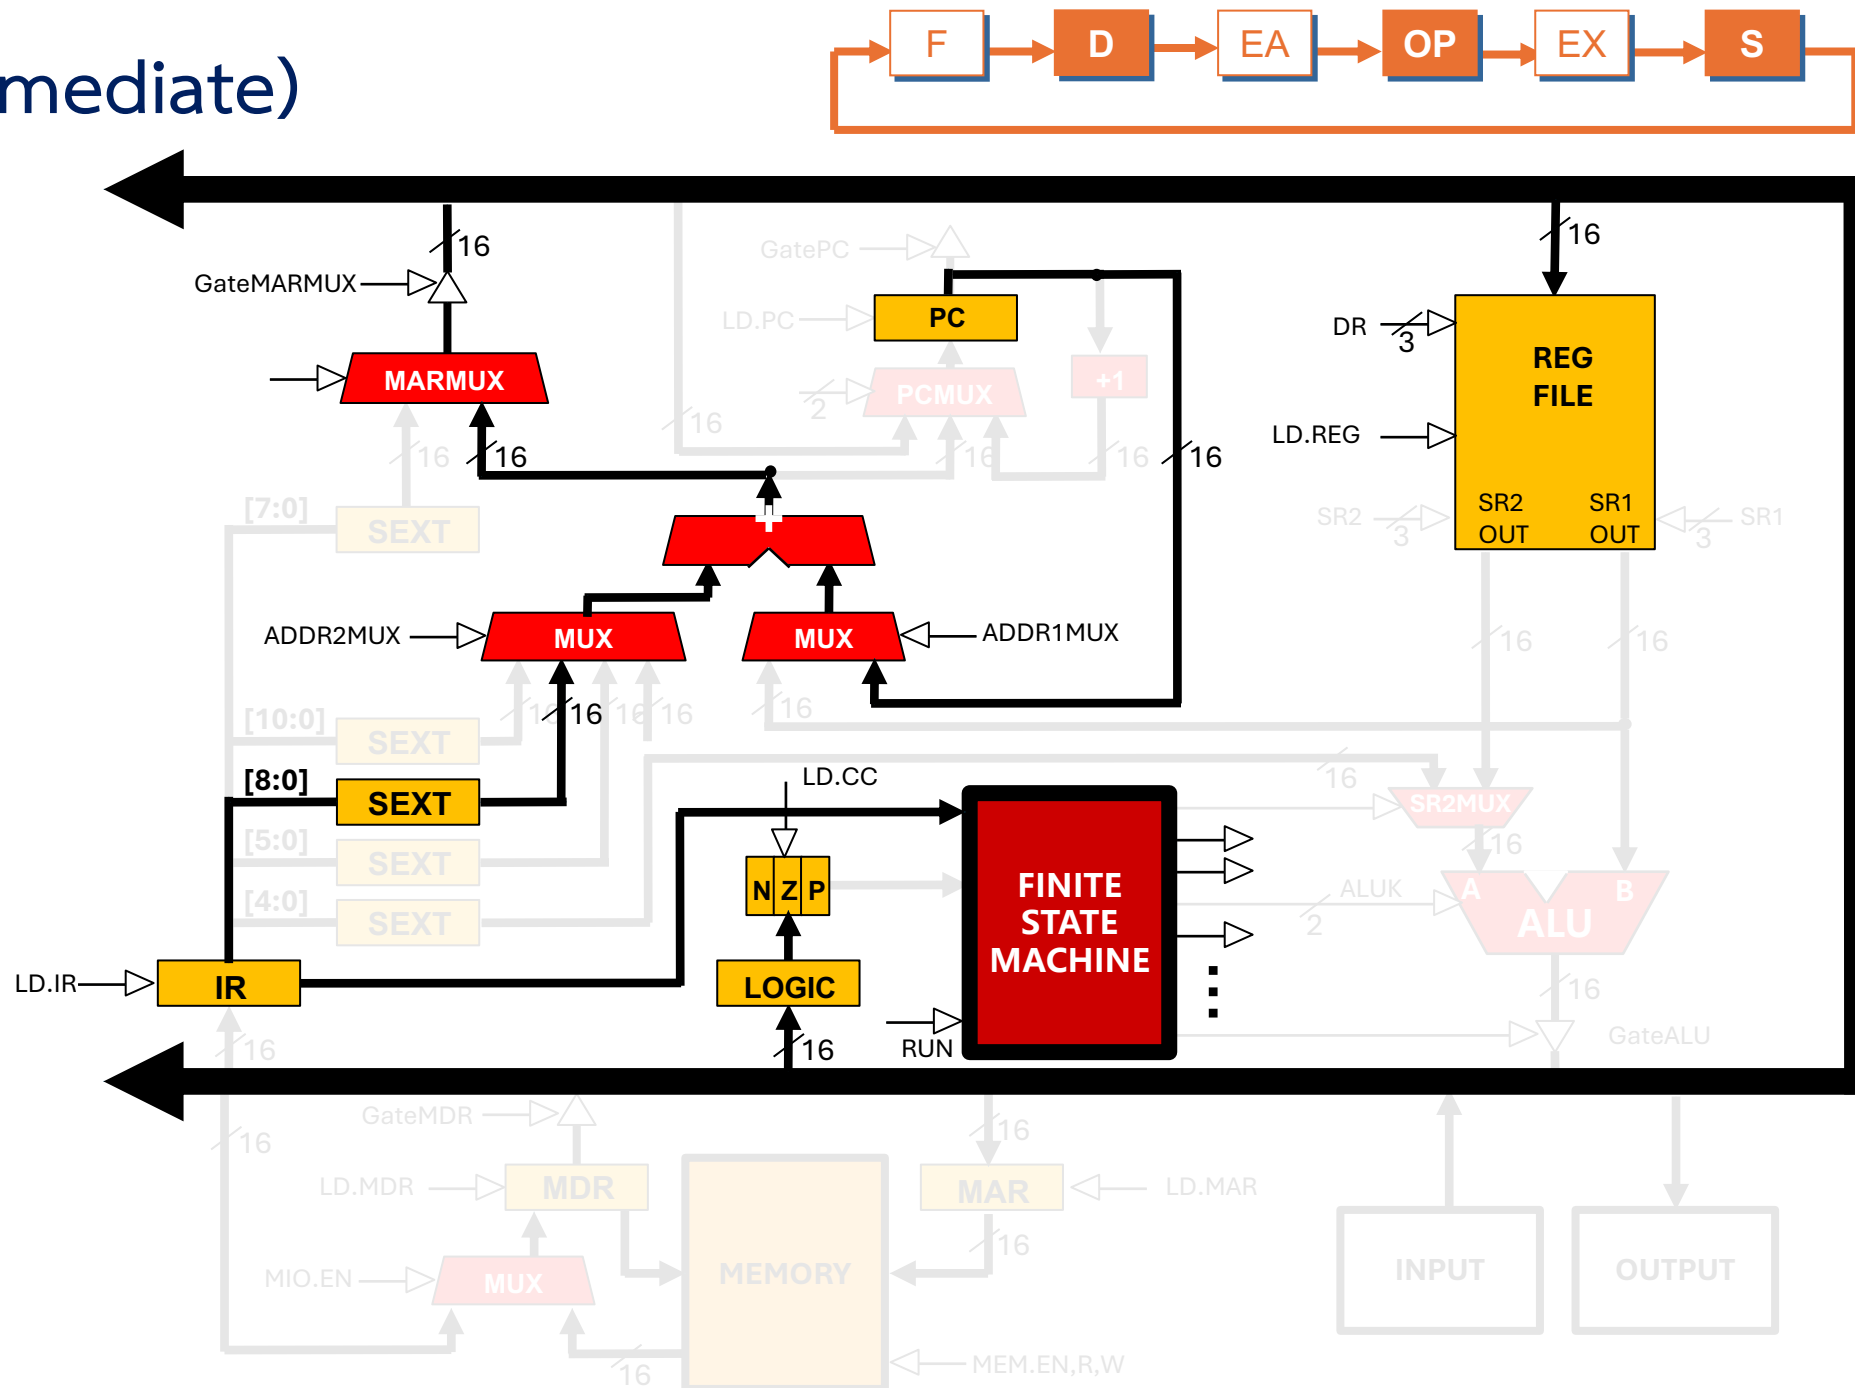 mediate)
F D EA OP EX S
16
16
GatePC
GateMARMUX
PC
LD.PC
DR
3
REG
FILE
MARMUX
+1
PCMUX
2
16
LD.REG
16
16
16
16
16
[7:0]
SEXT
SR2
OUT
SR1
OUT
SR2
3
3
SR1
+
ADDR2MUX
MUX
MUX
ADDR1MUX
16
16
16
16
16
16
16
[10:0]
SEXT
[8:0]
SEXT
LD.CC
16
SR2MUX
[5:0]
SEXT
16
N Z P
FINITE
STATE
MACHINE
ALUK
2
A
B
ALU
[4:0]
SEXT
LD.IR
IR
LOGIC
16
16
16
RUN
GateALU
GateMDR
16
16
LD.MDR
MDR
MAR
LD.MAR
16
MIO.EN
MUX
MEMORY
INPUT
OUTPUT
16
MEM.EN,R,W